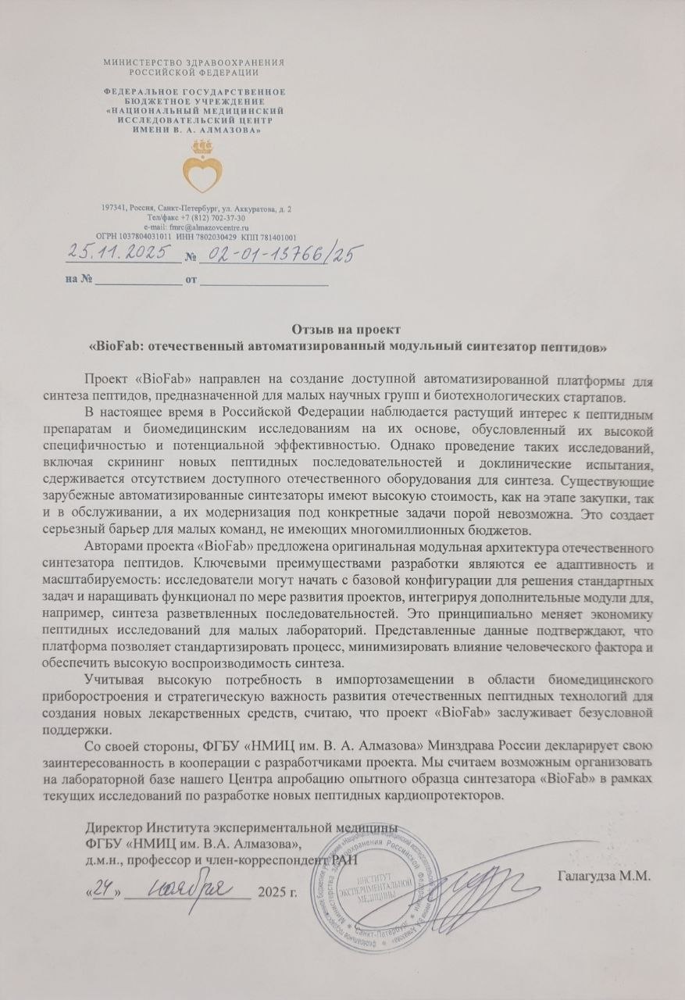 МИНИСТЕРСТВО ЗДРАВООХРАНЕНИЯ
РОССИЙСКОЙ ФЕДЕРАЦИИ
ФЕДЕРАЛЬНОЕ ГОСУДАРСТВЕННОЕ
БЮДЖЕТНОЕ УЧРЕЖДЕНИЕ
«НАЦИОНАЛЬНЫЙ МЕДИЦИНСКИЙ
ИССЛЕДОВАТЕЛЬСКИЙ ЦЕНТР
ИМЕНИ В. А. АЛМАЗОВА»
197341, Россия, Санкт-Петербург, ул. Аккуратова, д. 2
Тел/факс +7 (812) 702-37-30
e-mail: fmrc@almazovcentre.ru
ОГРН 1037804031011 ИНН 7802030429 КПП 781401001
25.11.2025 № 02-01-13766/25
на № ______________ от ____________________
Отзыв на проект
«BioFab: отечественный автоматизированный модульный синтезатор пептидов»
Проект «BioFab» направлен на создание доступной автоматизированной платформы для
синтеза пептидов, предназначенной для малых научных групп и биотехнологических стартапов.
В настоящее время в Российской Федерации наблюдается растущий интерес к пептидным
препаратам и биомедицинским исследованиям на их основе, обусловленный их высокой
специфичностью и потенциальной эффективностью. Однако проведение таких исследований,
включая скрининг новых пептидных последовательностей и доклинические испытания,
сдерживается отсутствием доступного отечественного оборудования для синтеза. Существующие
зарубежные автоматизированные синтезаторы имеют высокую стоимость, как на этапе закупки, так
и в обслуживании, а их модернизация под конкретные задачи порой невозможна. Это создает
серьезный барьер для малых команд, не имеющих многомиллионных бюджетов.
Авторами проекта «BioFab» предложена оригинальная модульная архитектура отечественного
синтезатора пептидов. Ключевыми преимуществами разработки являются ее адаптивность и
масштабируемость: исследователи могут начать с базовой конфигурации для решения стандартных
задач и наращивать функционал по мере развития проектов, интегрируя дополнительные модули для,
например, синтеза разветвленных последовательностей. Это принципиально меняет экономику
пептидных исследований для малых лабораторий. Представленные данные подтверждают, что
платформа позволяет стандартизировать процесс, минимизировать влияние человеческого фактора и
обеспечить высокую воспроизводимость синтеза.
Учитывая высокую потребность в импортозамещении в области биомедицинского
приборостроения и стратегическую важность развития отечественных пептидных технологий для
создания новых лекарственных средств, считаю, что проект «BioFab» заслуживает безусловной
поддержки.
Со своей стороны, ФГБУ «НМИЦ им. В. А. Алмазова» Минздрава России декларирует свою
заинтересованность в кооперации с разработчиками проекта. Мы считаем возможным организовать
на лабораторной базе нашего Центра апробацию опытного образца синтезатора «BioFab» в рамках
текущих исследований по разработке новых пептидных кардиопротекторов.
Директор Института экспериментальной медицины
ФГБУ «НМИЦ им. В.А. Алмазова»,
д.м.н., профессор и член-корреспондент РАН
Галагудза М.М.
«24» ноября 2025 г.
ИНСТИТУТ
ЭКСПЕРИМЕНТАЛЬНОЙ
МЕДИЦИНЫ
Министерства здравоохранения Российской Федерации
Санкт-Петербург